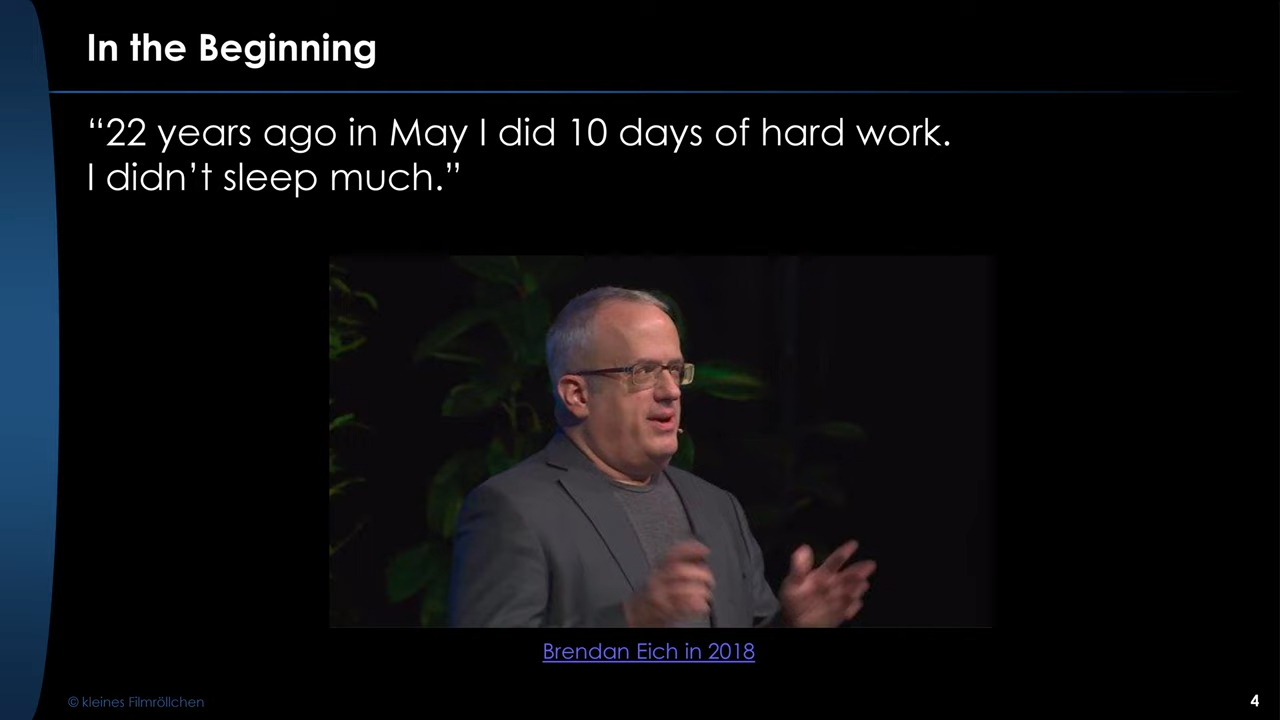 In the Beginning
“22 years ago in May I did 10 days of hard work.
I didn’t sleep much.”
Brendan Eich in 2018
© kleines Filmröllchen
4